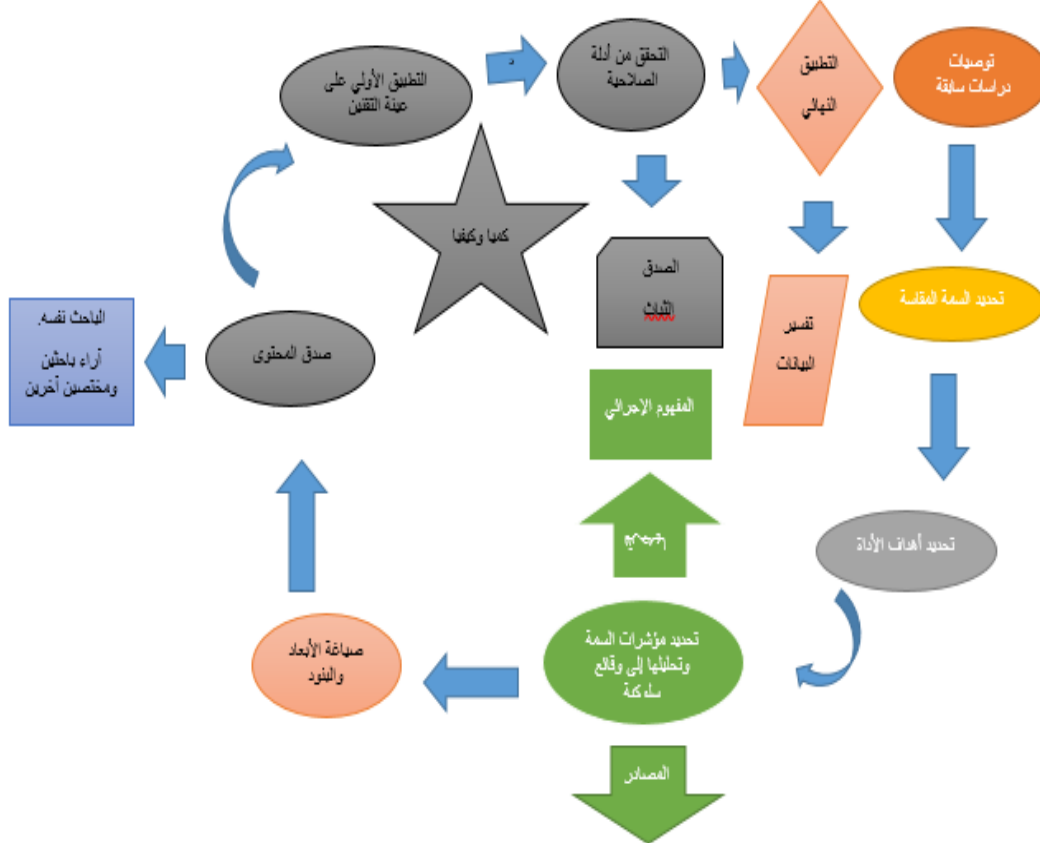 التطبيق الأولي على
عينة التقنين
د
التحقق من أدلة
الصلاحية
التطبيق
النهائي
توصيات
دراسات سابقة
كميا وكيفيا
الصدق
الثبات
تحديد السمة المقاسة
تفسير
البيانات
الباحث نفسه.
أراء باحثين
ومختصين أخرين
صدق المحتوى
المفهوم الإجرائي
تحديد أهداف الأداة
صياغة الأبعاد
والبنود
تحديد مؤشرات السمة
وتحليلها إلى وقائع
سلوكية
المصادر